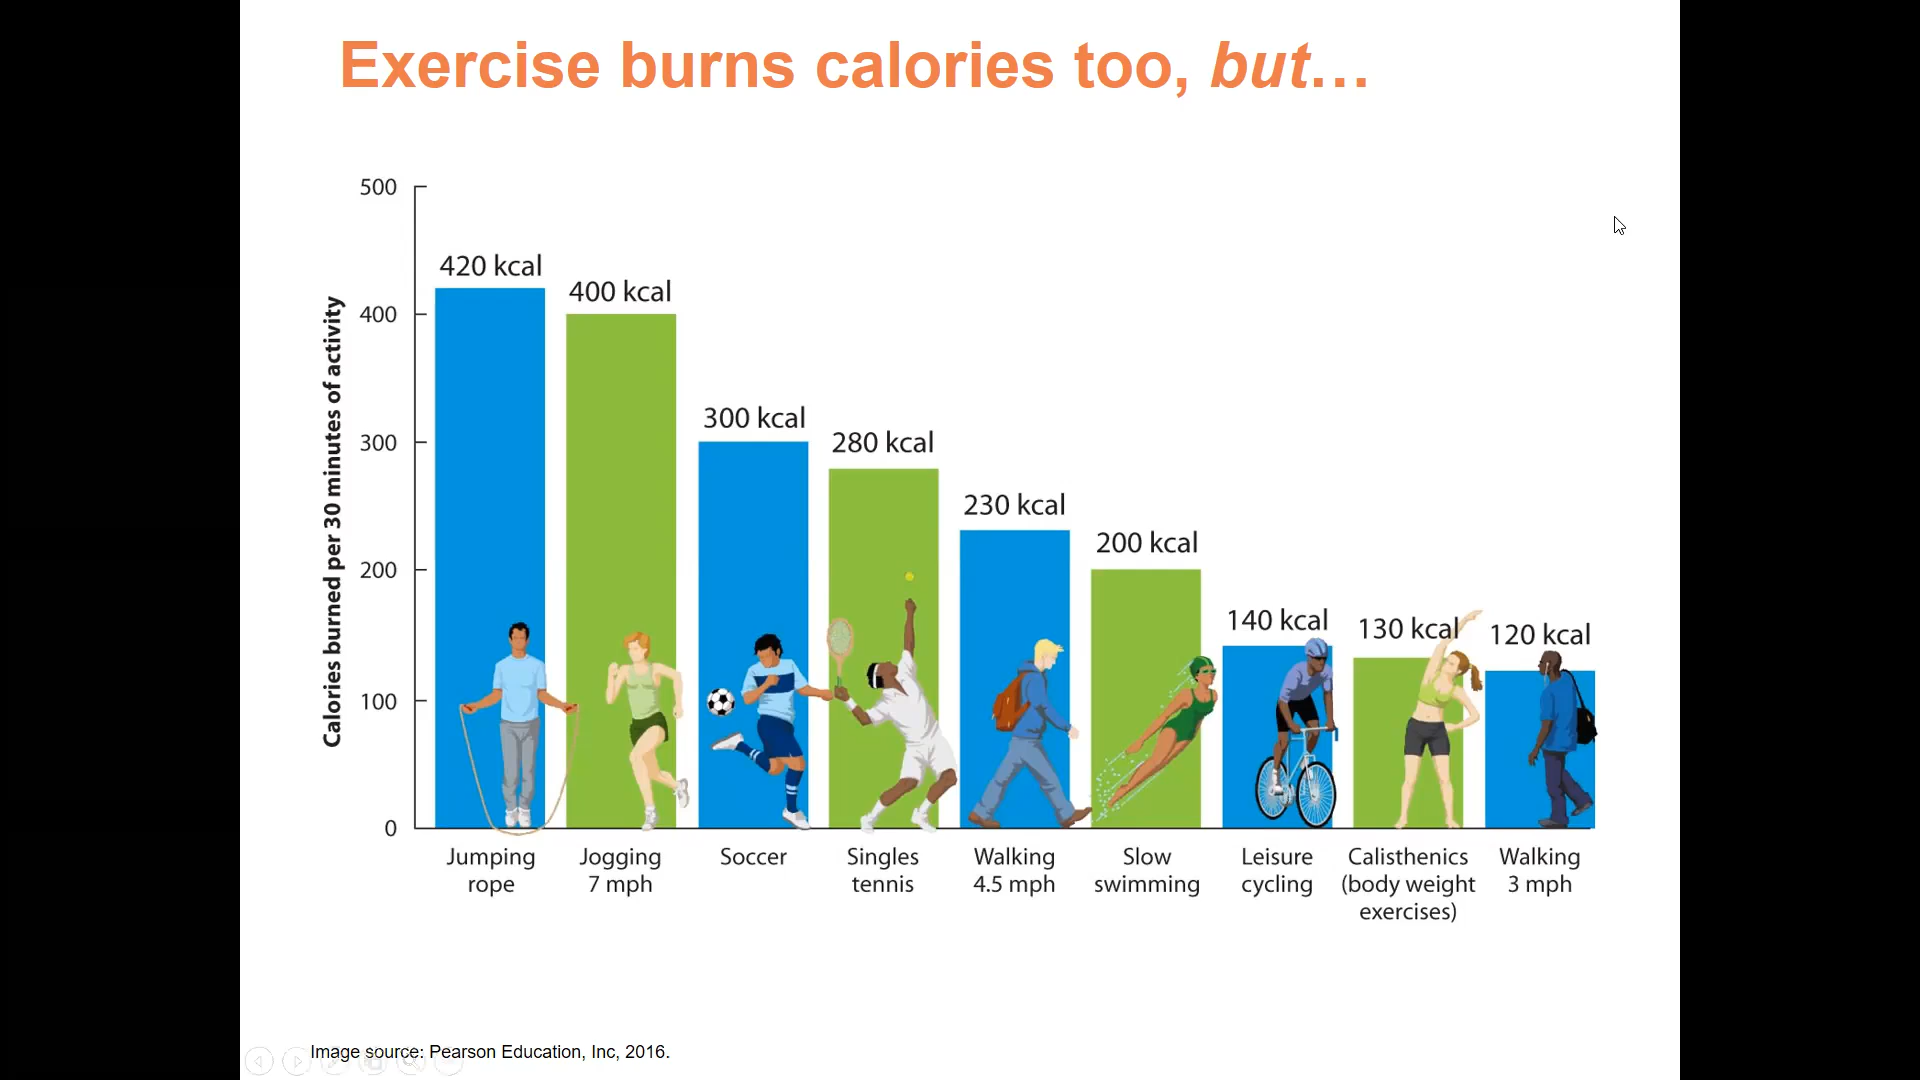 Exercise burns calories too, but…
Calories burned per 30 minutes of activity
500
400
300
200
100
0
420 kcal
400 kcal
300 kcal
280 kcal
230 kcal
200 kcal
140 kcal
130 kcal
120 kcal
Jumping
rope
Jogging
7 mph
Soccer
Singles
tennis
Walking
4.5 mph
Slow
swimming
Leisure
cycling
Calisthenics
(body weight
exercises)
Walking
3 mph
Image source: Pearson Education, Inc, 2016.